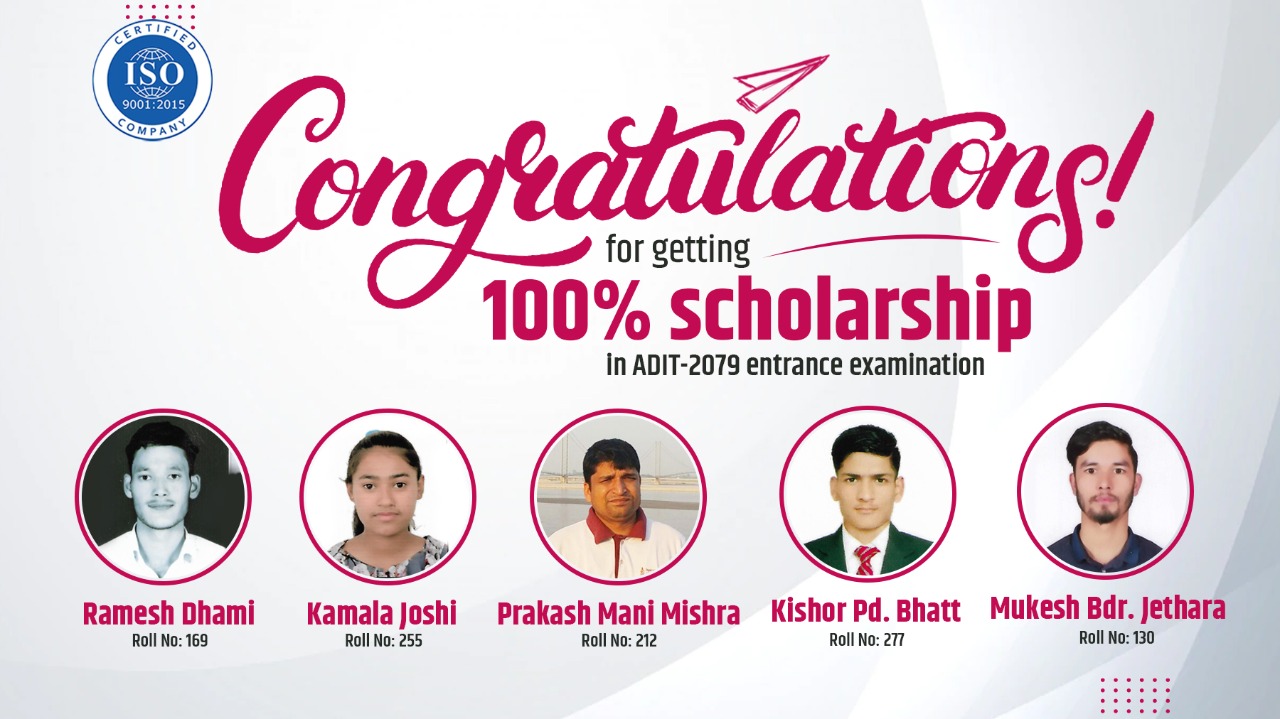 CERTIFIED
ISO
9001:2015
COMPANY
Congratulations!
for getting
100% scholarship
in ADIT-2079 entrance examination
Ramesh Dhami
Roll No: 169
Kamala Joshi
Roll No: 255
Prakash Mani Mishra
Roll No: 212
Kishor Pd. Bhatt
Roll No: 277
Mukesh Bdr. Jethara
Roll No: 130